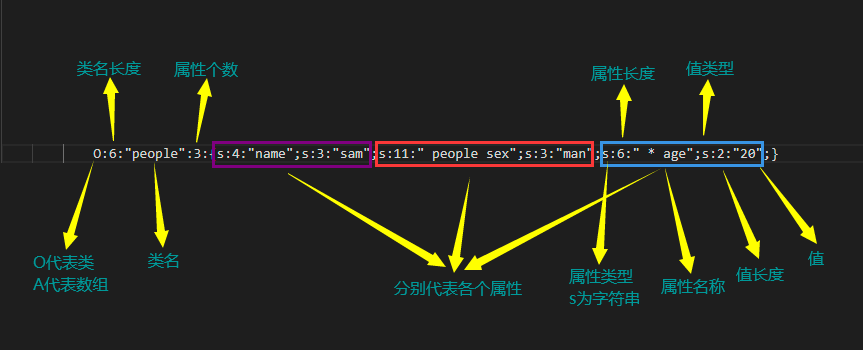 类名长度
属性个数
属性长度
值类型
O:6:"people":3:{s:4:"name";s:3:"sam";s:11:" people sex";s:3:"man";s:6:" * age";s:2:"20";}
O代表类
A代表数组
类名
分别代表各个属性
属性类型
s为字符串
属性名称
值长度
值